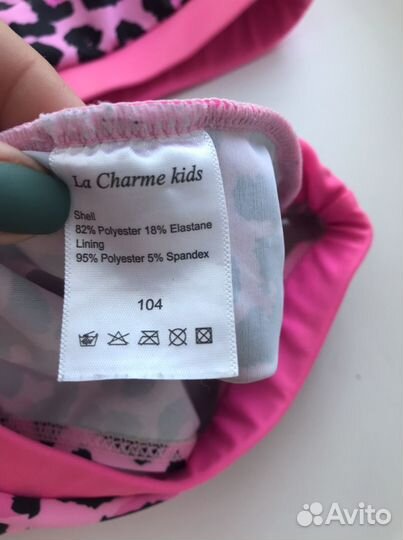 La Charme kids
Shell
82% Polyester 18% Elastane
Lining
95% Polyester 5% Spandex
104
Avito